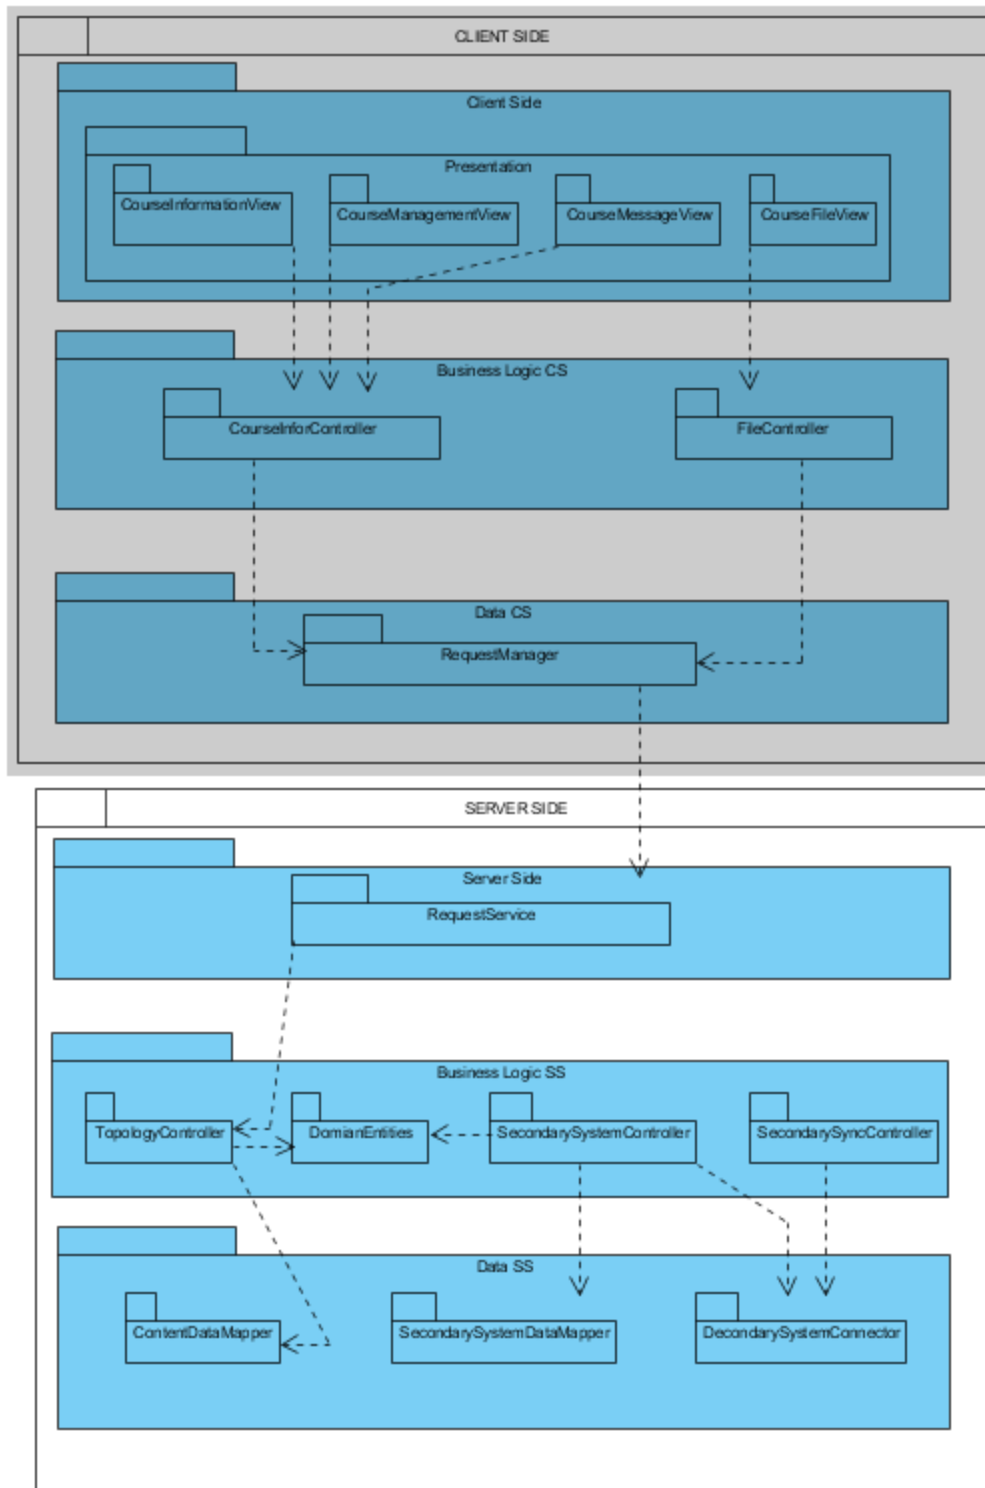 CLIENT SIDE
Client Side
Presentation
CourseInformationView
CourseManagementView
CourseMessageView
CourseFileView
Business Logic CS
CourseInforController
FileController
Data CS
RequestManager
SERVER SIDE
Server Side
RequestService
Business Logic SS
TopologyController
DomianEntities
SecondarySystemController
SecondarySyncController
Data SS
ContentDataMapper
SecondarySystemDataMapper
DecondarySystemConnector